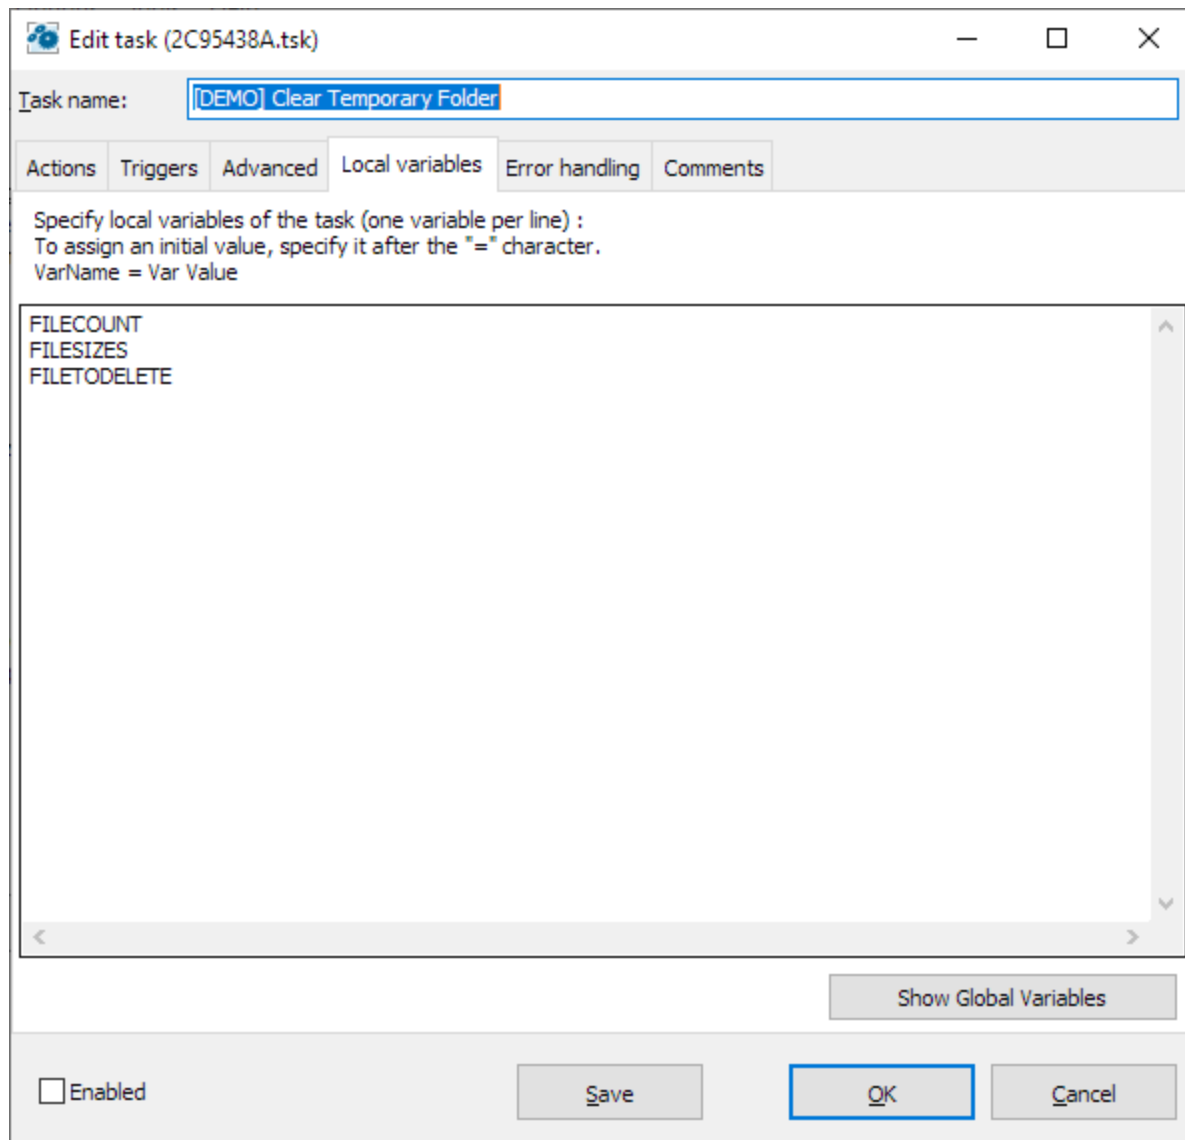 Edit task (2C95438A.tsk)
Task name: [DEMO] Clear Temporary Folder
Actions Triggers Advanced Local variables Error handling Comments
Specify local variables of the task (one variable per line) :
To assign an initial value, specify it after the "=" character.
VarName = Var Value
FILECOUNT
FILESIZES
FILETODELETE
Show Global Variables
Enabled Save OK Cancel